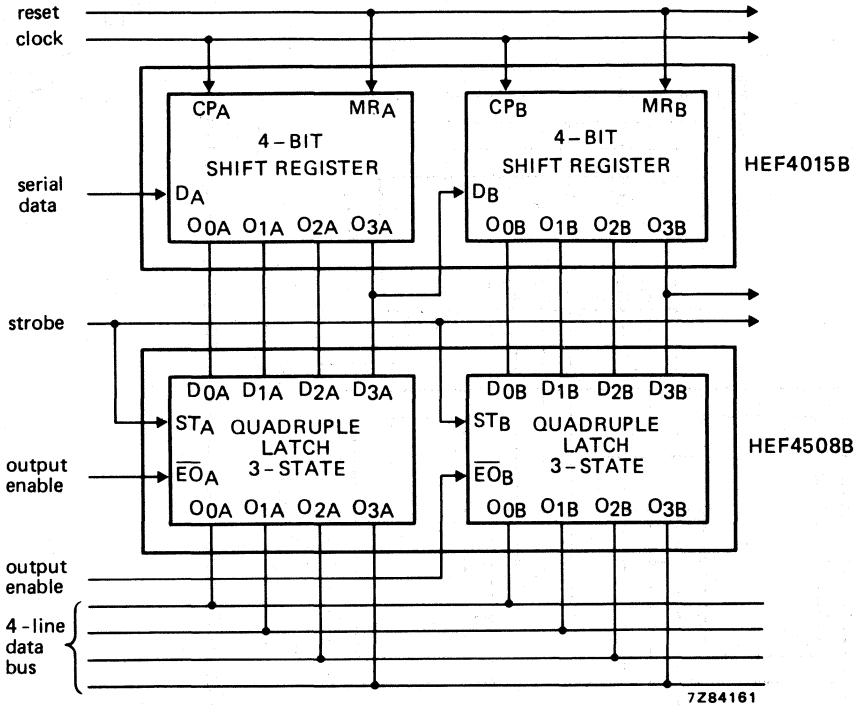 reset
clock
CPA MRA
4-BIT
SHIFT REGISTER
DA
O0A O1A O2A O3A
CPB MRB
4-BIT
SHIFT REGISTER
DB
O0B O1B O2B O3B
HEF4015B
serial
data
strobe
D0A D1A D2A D3A
STA
QUADRUPLE
LATCH
3-STATE
E̅O̅A
O0A O1A O2A O3A
D0B D1B D2B D3B
STB
QUADRUPLE
LATCH
3-STATE
E̅O̅B
O0B O1B O2B O3B
HEF4508B
output
enable
output
enable
4-line
data
bus
7Z84161